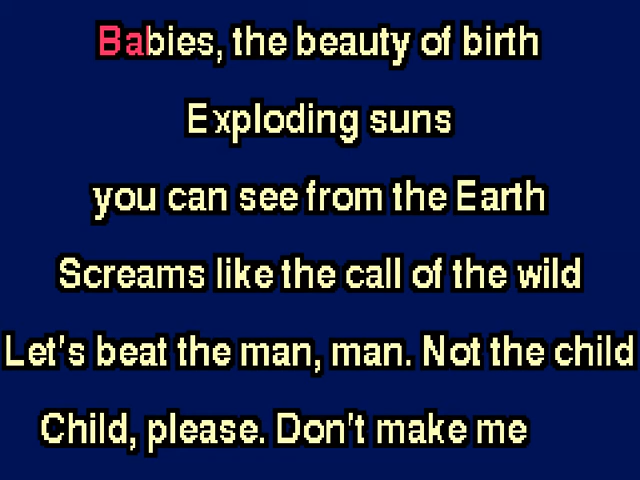 Babies, the beauty of birth
Exploding suns
you can see from the Earth
Screams like the call of the wild
Let's beat the man, man. Not the child
Child, please. Don't make me